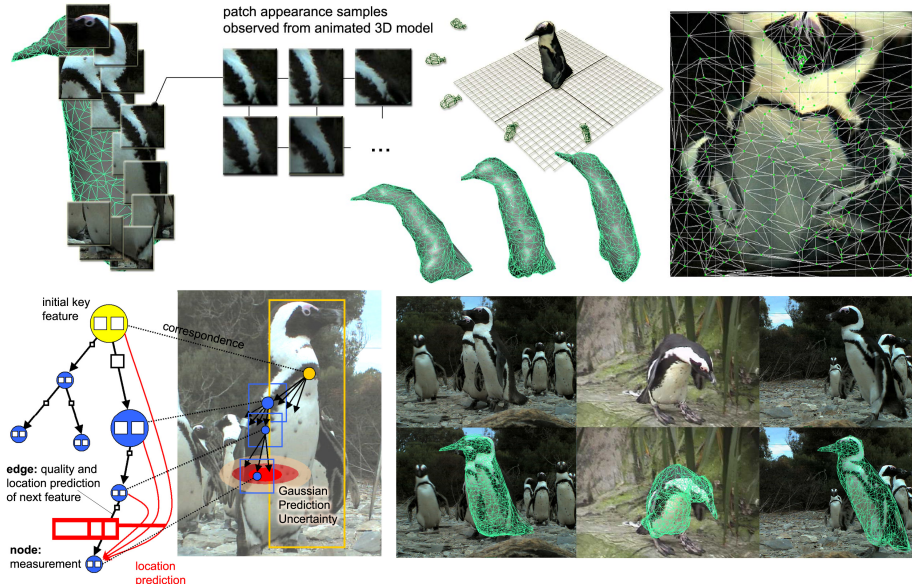 patch appearance samples
observed from animated 3D model
...
initial key
feature
correspondence
edge: quality and
location prediction
of next feature
Gaussian
Prediction
Uncertainty
node:
measurement
location
prediction